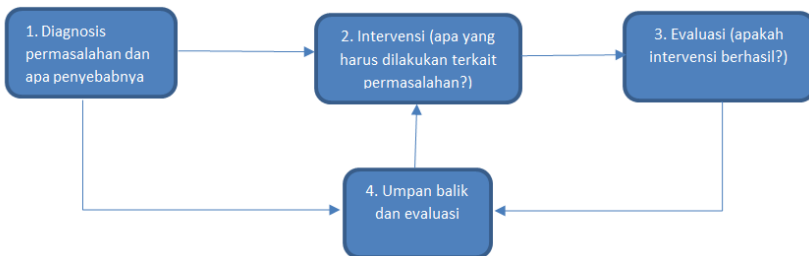 1. Diagnosis
permasalahan dan
apa penyebabnya
2. Intervensi (apa yang
harus dilakukan terkait
permasalahan?)
3. Evaluasi (apakah
intervensi berhasil?)
4. Umpan balik
dan evaluasi